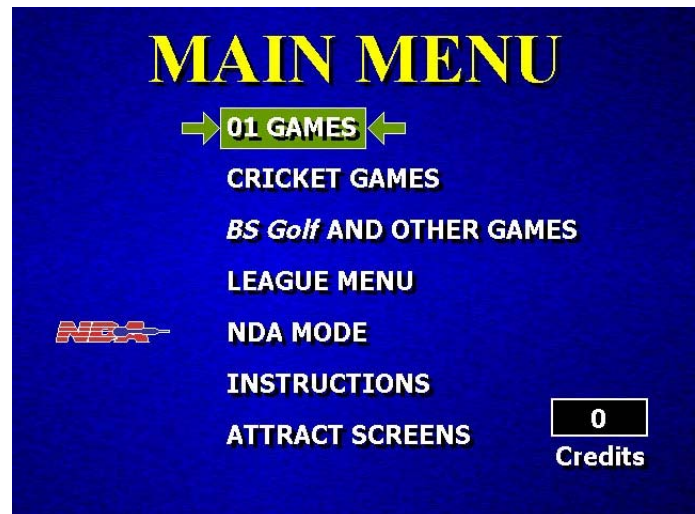 MAIN MENU
01 GAMES
CRICKET GAMES
BS Golf AND OTHER GAMES
LEAGUE MENU
NDA NDA MODE
INSTRUCTIONS
ATTRACT SCREENS
0
Credits